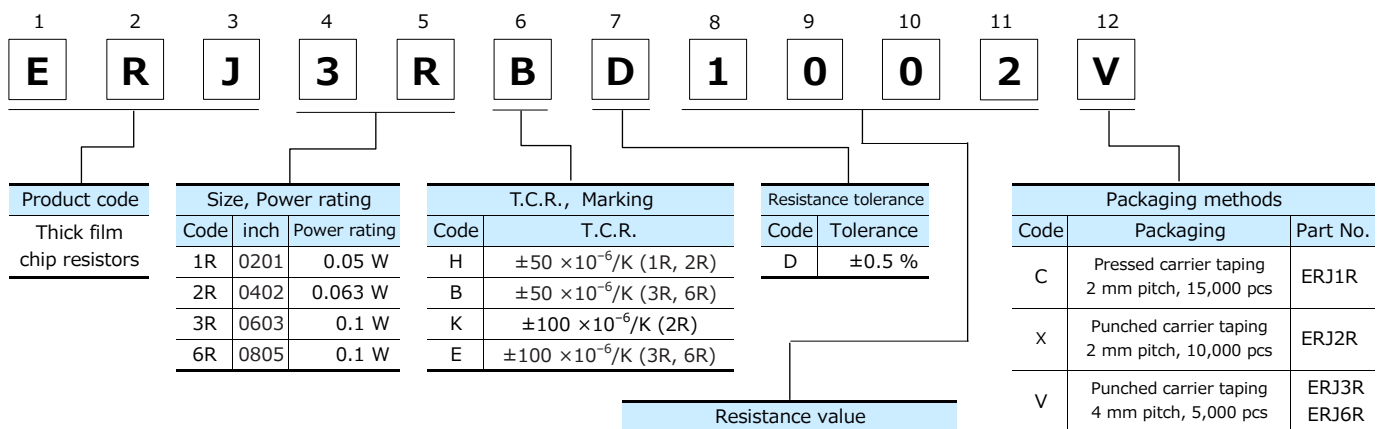 1 2 3 4 5 6 7 8 9 10 11 12
E R J 3 R B D 1 0 0 2 V
Product code
Thick film
chip resistors
Size, Power rating
Code inch Power rating
1R 0201 0.05 W
2R 0402 0.063 W
3R 0603 0.1 W
6R 0805 0.1 W
T.C.R., Marking
Code T.C.R.
H ±50 ×10⁻⁶/K (1R, 2R)
B ±50 ×10⁻⁶/K (3R, 6R)
K ±100 ×10⁻⁶/K (2R)
E ±100 ×10⁻⁶/K (3R, 6R)
Resistance tolerance
Code Tolerance
D ±0.5 %
Packaging methods
Code Packaging Part No.
C Pressed carrier taping
2 mm pitch, 15,000 pcs ERJ1R
X Punched carrier taping
2 mm pitch, 10,000 pcs ERJ2R
V Punched carrier taping ERJ3R
4 mm pitch, 5,000 pcs ERJ6R
Resistance value